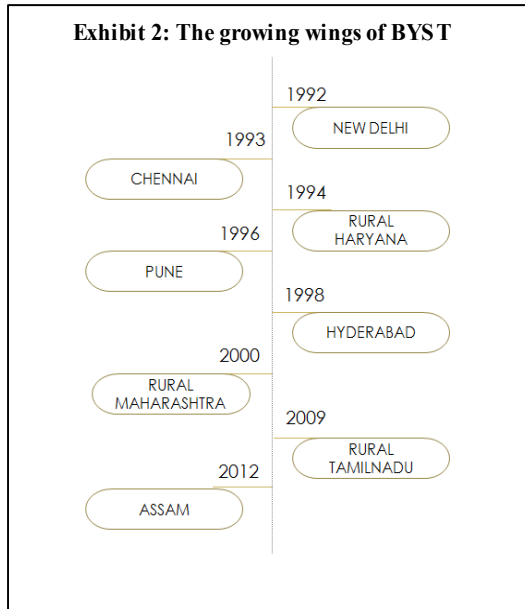 Exhibit 2: The growing wings of BYST
1992
NEW DELHI
1993
CHENNAI
1994
RURAL
HARYANA
1996
PUNE
1998
HYDERABAD
2000
RURAL
MAHARASHTRA
2009
RURAL
TAMILNADU
2012
ASSAM